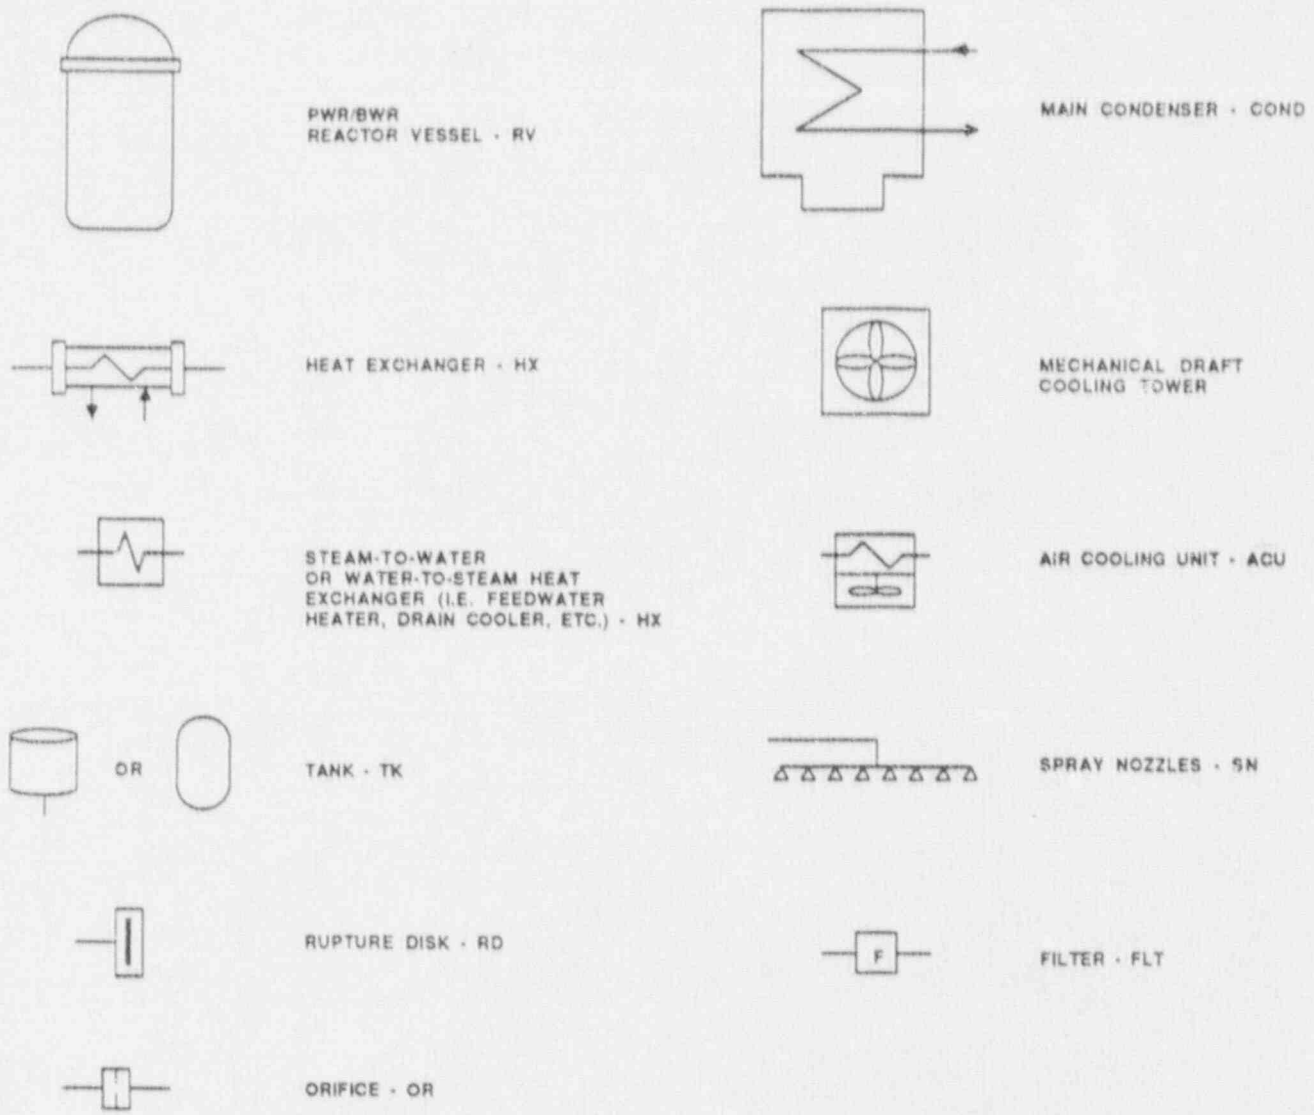 PWR/BWR
REACTOR VESSEL - RV
MAIN CONDENSER - COND
HEAT EXCHANGER - HX
MECHANICAL DRAFT
COOLING TOWER
STEAM-TO-WATER
OR WATER-TO-STEAM HEAT
EXCHANGER (I.E. FEEDWATER
HEATER, DRAIN COOLER, ETC.) - HX
AIR COOLING UNIT - ACU
OR
TANK - TK
SPRAY NOZZLES - SN
RUPTURE DISK - RD
F
FILTER - FLT
ORIFICE - OR